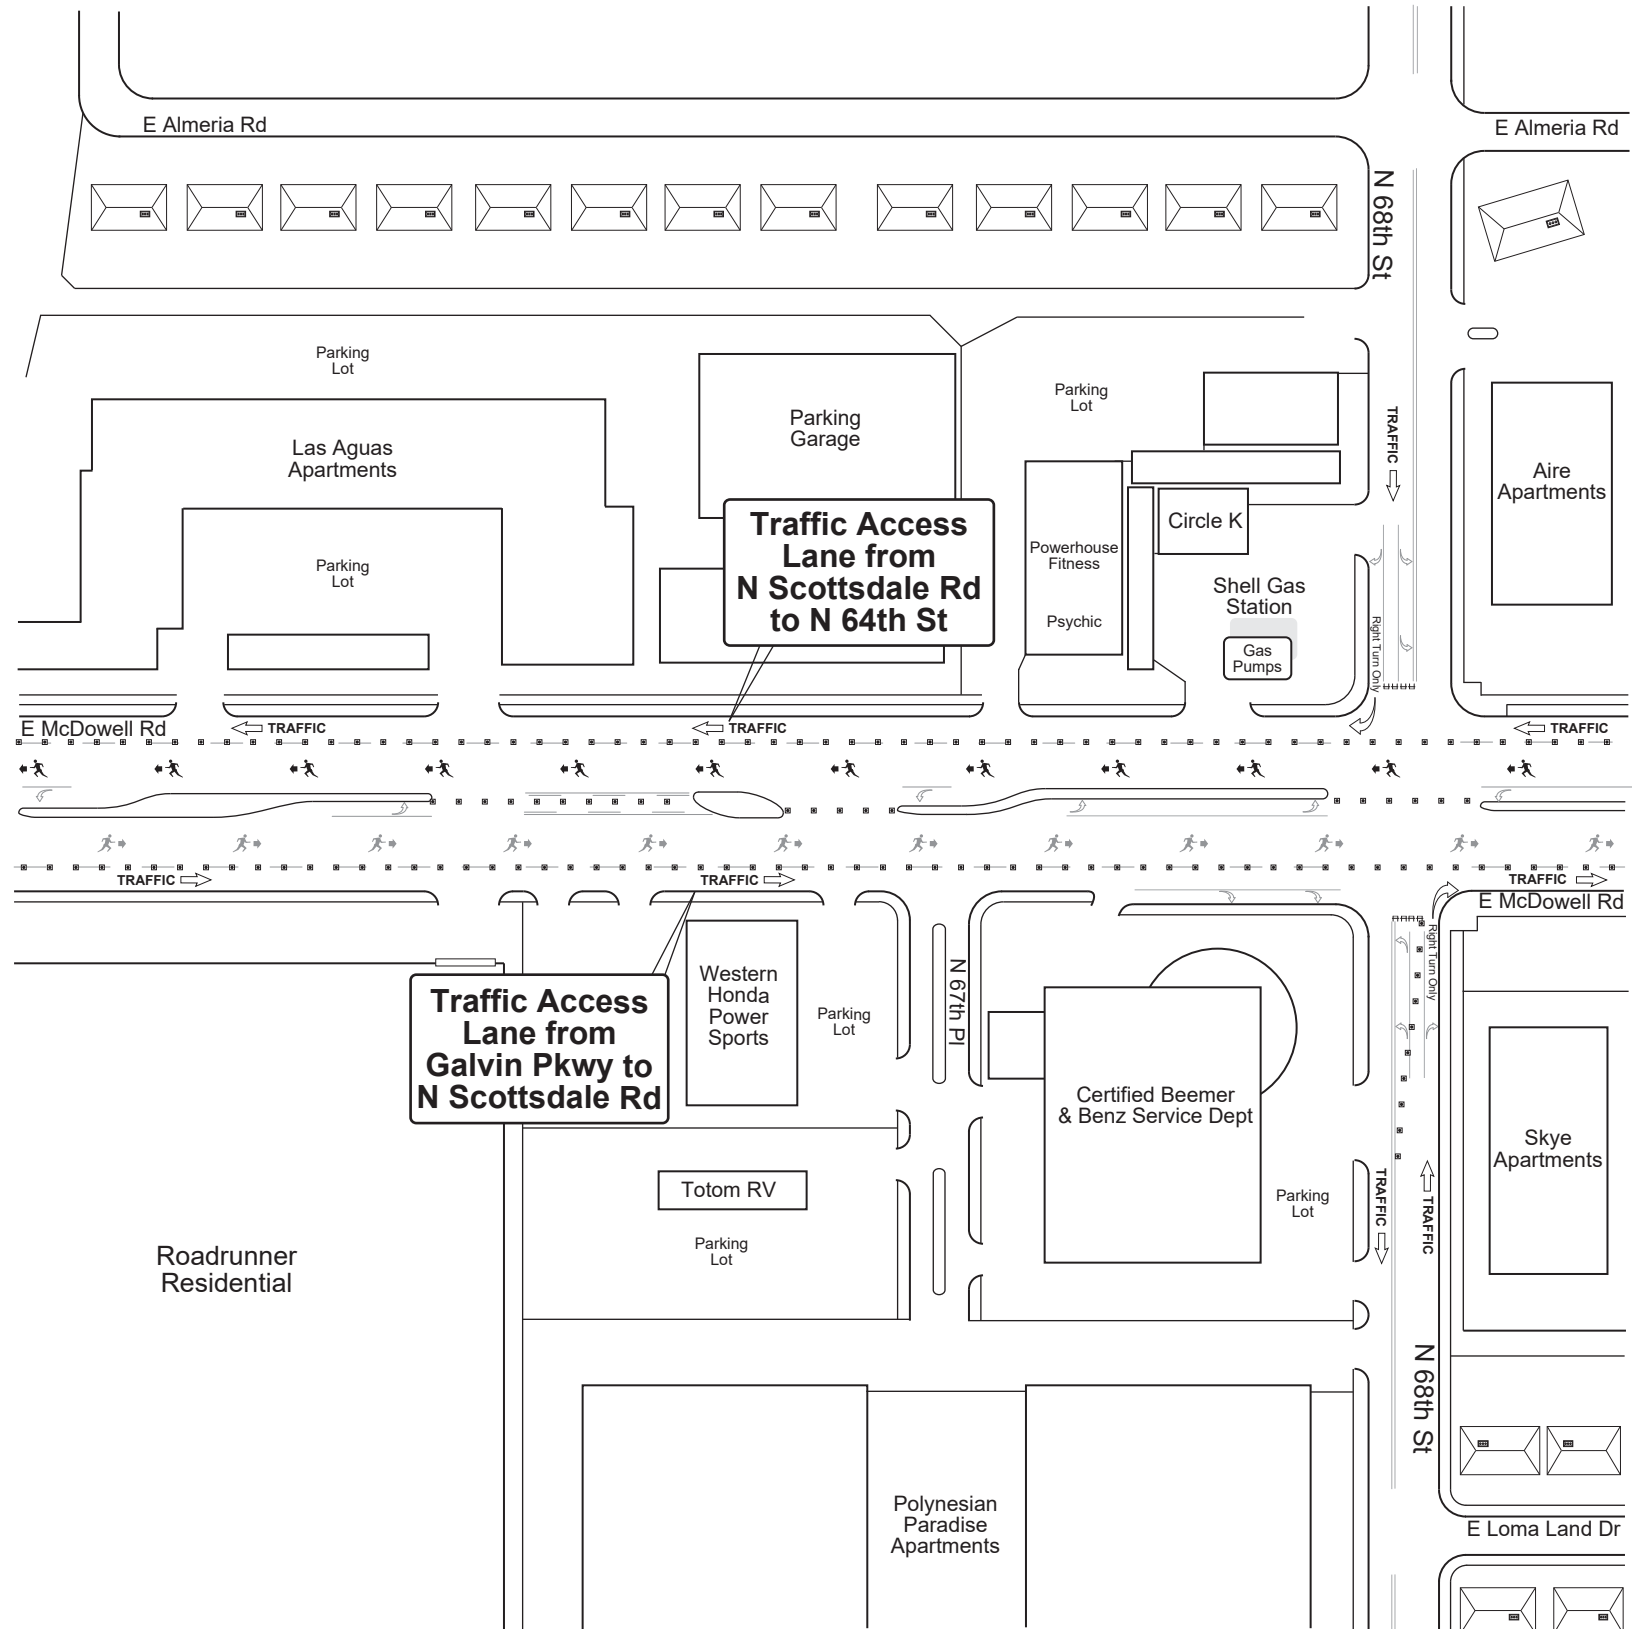 E Almeria Rd
E Almeria Rd
N 68th St
Parking
Lot
Parking
Garage
Parking
Lot
TRAFFIC
Las Aguas
Apartments
Aire
Apartments
Traffic Access
Lane from
N Scottsdale Rd
to N 64th St
Circle K
Powerhouse
Fitness
Psychic
Parking
Lot
Shell Gas
Station
Gas
Pumps
Right Turn Only
E McDowell Rd
TRAFFIC
TRAFFIC
TRAFFIC
TRAFFIC
TRAFFIC
TRAFFIC
E McDowell Rd
Right Turn Only
Traffic Access
Lane from
Galvin Pkwy to
N Scottsdale Rd
Western
Honda
Power
Sports
Parking
Lot
N 67th Pl
Certified Beemer
& Benz Service Dept
Skye
Apartments
Totom RV
Parking
Lot
Parking
Lot
TRAFFIC
TRAFFIC
Roadrunner
Residential
N 68th St
Polynesian
Paradise
Apartments
E Loma Land Dr